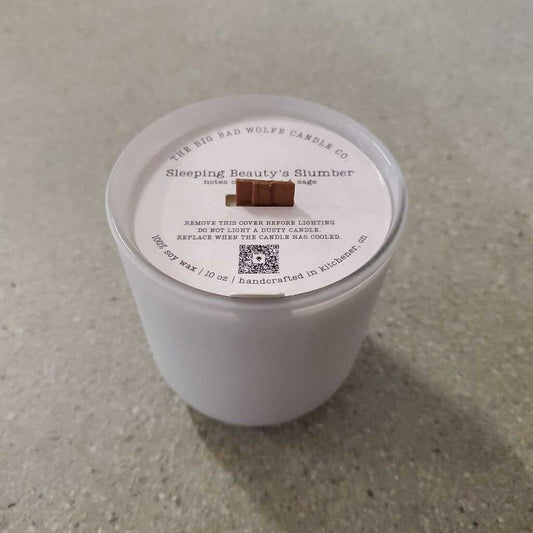 THE BIG BAD WOLFE CANDLE CO.
Sleeping Beauty's Slumber
notes o sage
REMOVE THIS COVER BEFORE LIGHTING
DO NOT LIGHT A DUSTY CANDLE.
REPLACE WHEN THE CANDLE HAS COOLED.
100% soy wax | 10 oz | handcrafted in kitchener, on